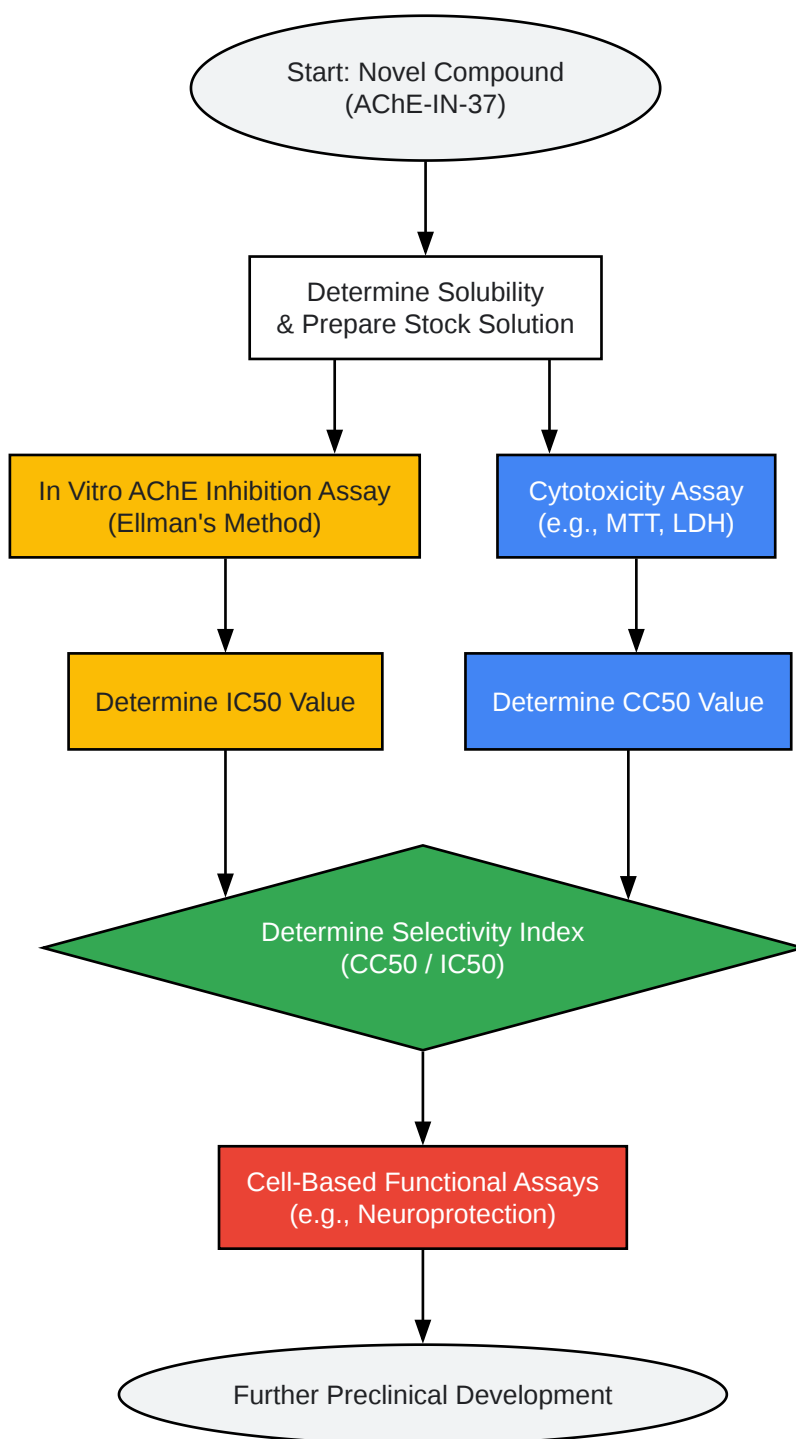 Start: Novel Compound
(AChE-IN-37)
Determine Solubility
& Prepare Stock Solution
In Vitro AChE Inhibition Assay
(Ellman's Method)
Cytotoxicity Assay
(e.g., MTT, LDH)
Determine IC50 Value
Determine CC50 Value
Determine Selectivity Index
(CC50 / IC50)
Cell-Based Functional Assays
(e.g., Neuroprotection)
Further Preclinical Development